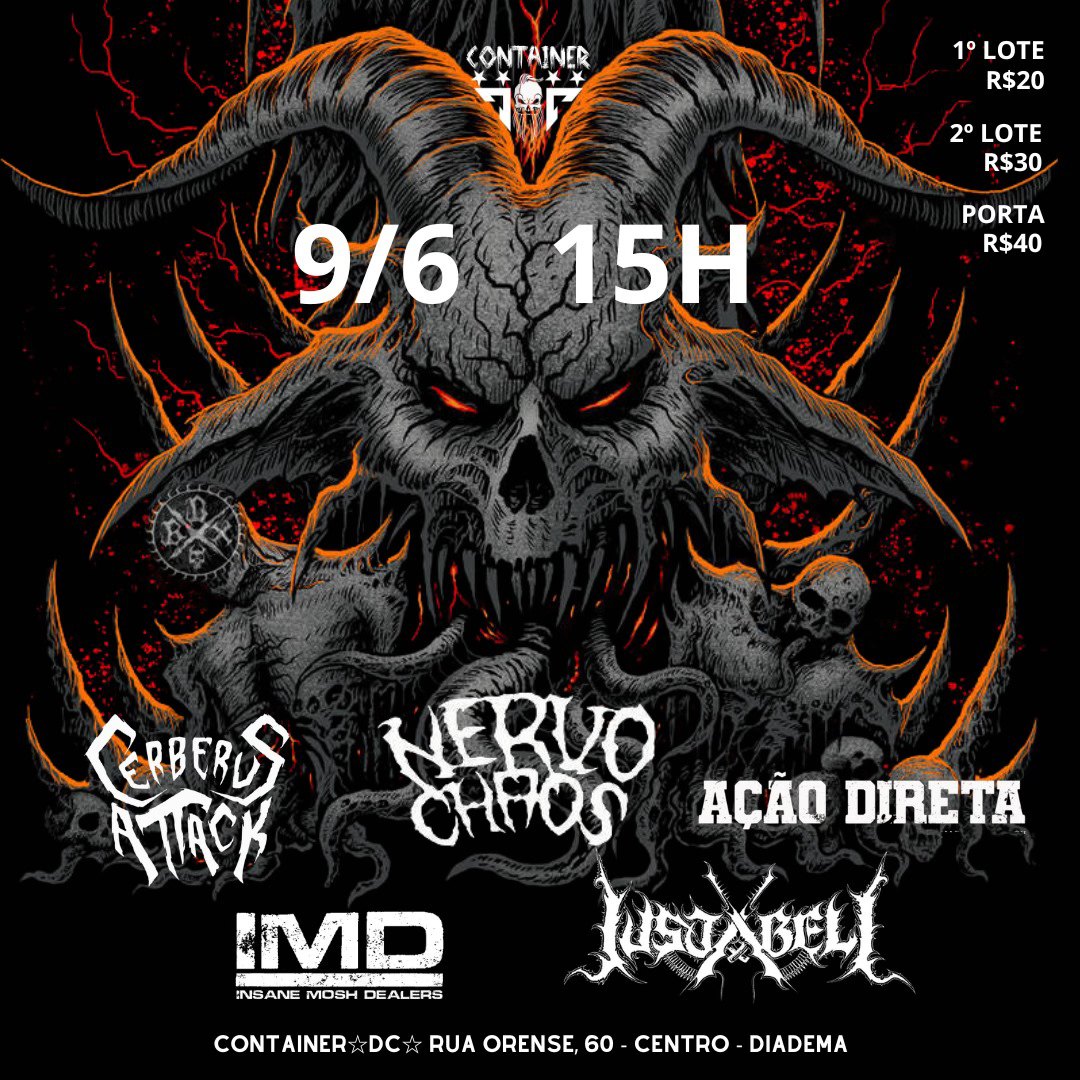 CONTAINER
1º LOTE
R$20
2º LOTE
R$30
PORTA
R$40
9/6 15H
CERBERUS
ATTACK
NERVO
CHAOS
AÇÃO DIRETA
IMD
INSANE MOSH DEALERS
CONTAINER☆DC☆ RUA ORENSE, 60 - CENTRO - DIADEMA